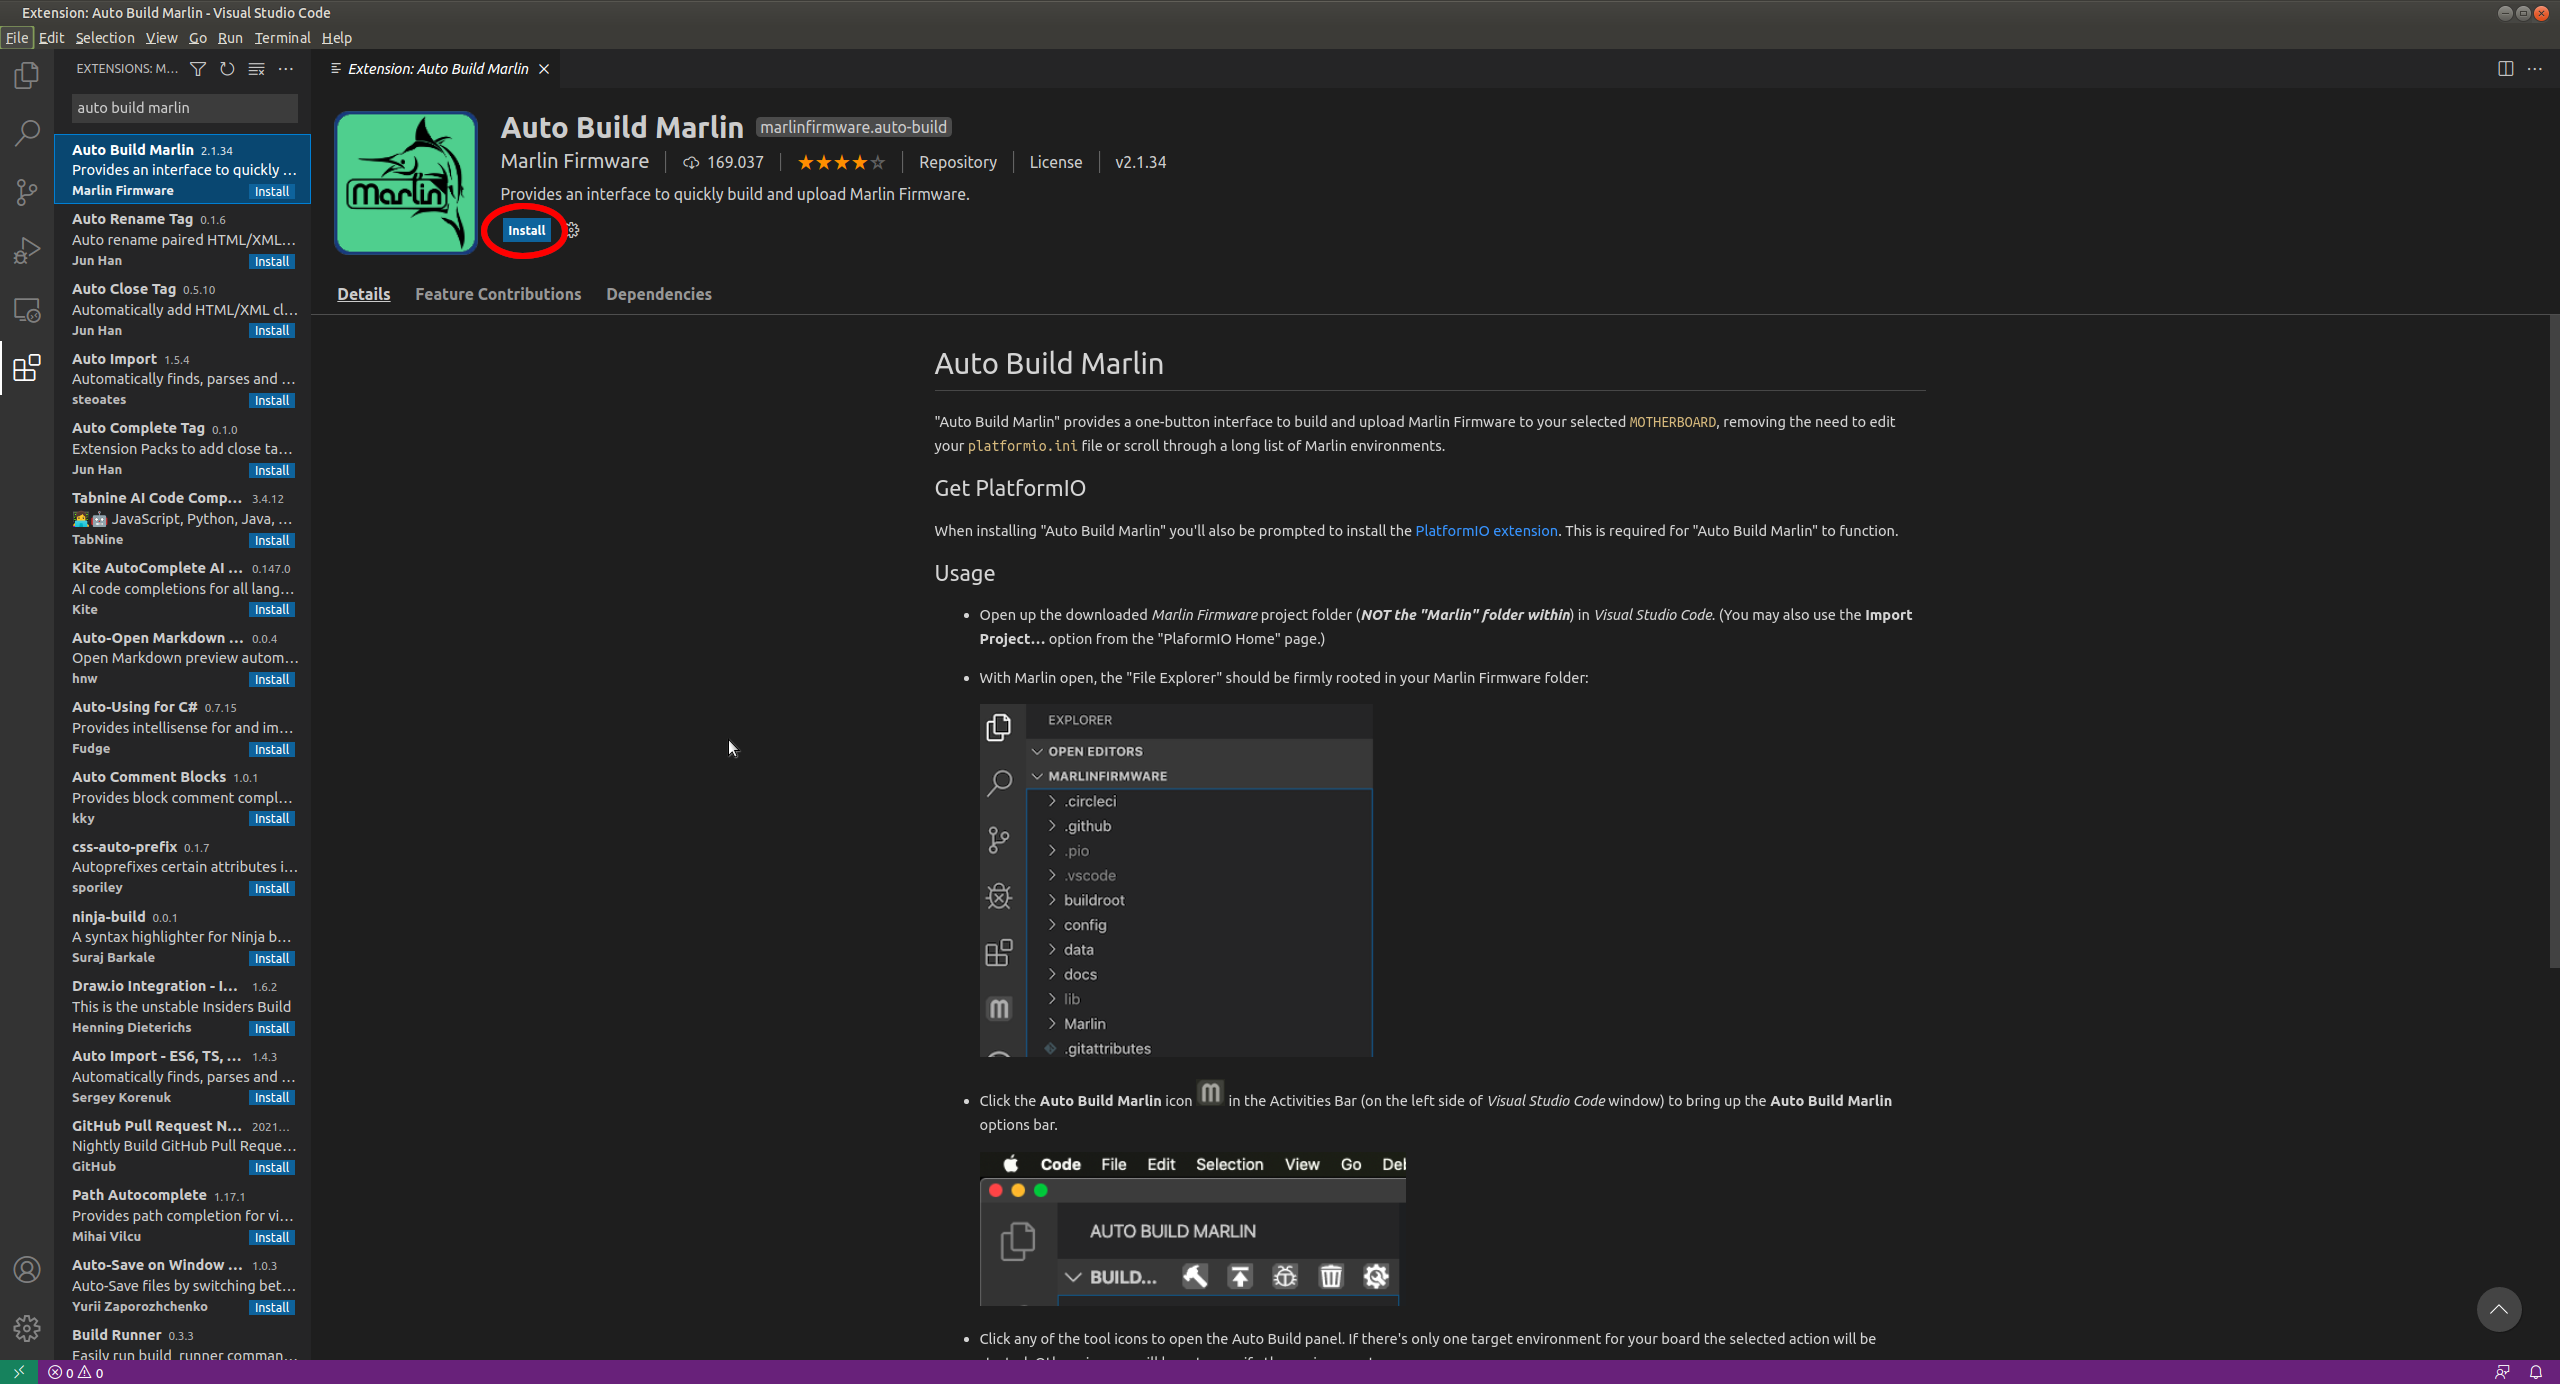 Extension: Auto Build Marlin - Visual Studio Code
File Edit Selection View Go Run Terminal Help
EXTENSIONS: M...
auto build marlin
Auto Build Marlin 2.1.34
Provides an interface to quickly ...
Marlin Firmware Install
Auto Rename Tag 0.1.6
Auto rename paired HTML/XML...
Jun Han Install
Auto Close Tag 0.5.10
Automatically add HTML/XML cl...
Jun Han Install
Auto Import 1.5.4
Automatically finds, parses and ...
steoates Install
Auto Complete Tag 0.1.0
Extension Packs to add close ta...
Jun Han Install
Tabnine AI Code Comp... 3.4.12
JavaScript, Python, Java, ...
TabNine Install
Kite AutoComplete AI ... 0.147.0
AI code completions for all lang...
Kite Install
Auto-Open Markdown ... 0.0.4
Open Markdown preview autom...
hnw Install
Auto-Using for C# 0.7.15
Provides intellisense for and im...
Fudge Install
Auto Comment Blocks 1.0.1
Provides block comment compl...
kky Install
css-auto-prefix 0.1.7
Autoprefixes certain attributes i...
sporiley Install
ninja-build 0.0.1
A syntax highlighter for Ninja b...
Suraj Barkale Install
Draw.io Integration - I... 1.6.2
This is the unstable Insiders Build
Henning Dieterichs Install
Auto Import - ES6, TS, ... 1.4.3
Automatically finds, parses and ...
Sergey Korenuk Install
GitHub Pull Request N... 2021...
Nightly Build GitHub Pull Reque...
GitHub Install
Path Autocomplete 1.17.1
Provides path completion for vi...
Mihai Vilcu Install
Auto-Save on Window ... 1.0.3
Auto-Save files by switching bet...
Yurii Zaporozhchenko Install
Build Runner 0.3.3
Easily run build_runner comman...
Extension: Auto Build Marlin
Marlin
Auto Build Marlin marlinfirmware.auto-build
Marlin Firmware 169.037 Repository License v2.1.34
Provides an interface to quickly build and upload Marlin Firmware.
Install
Details Feature Contributions Dependencies
Auto Build Marlin
"Auto Build Marlin" provides a one-button interface to build and upload Marlin Firmware to your selected MOTHERBOARD, removing the need to edit
your platformio.ini file or scroll through a long list of Marlin environments.
Get PlatformIO
When installing "Auto Build Marlin" you'll also be prompted to install the PlatformIO extension. This is required for "Auto Build Marlin" to function.
Usage
• Open up the downloaded Marlin Firmware project folder (NOT the "Marlin" folder within) in Visual Studio Code. (You may also use the Import
Project... option from the "PlaformIO Home" page.)
• With Marlin open, the "File Explorer" should be firmly rooted in your Marlin Firmware folder:
EXPLORER
OPEN EDITORS
MARLINFIRMWARE
.circleci
.github
.pio
.vscode
buildroot
config
data
docs
lib
Marlin
.gitattributes
• Click the Auto Build Marlin icon m in the Activities Bar (on the left side of Visual Studio Code window) to bring up the Auto Build Marlin
options bar.
Code File Edit Selection View Go Del
AUTO BUILD MARLIN
BUILD...
• Click any of the tool icons to open the Auto Build panel. If there's only one target environment for your board the selected action will be
0 0